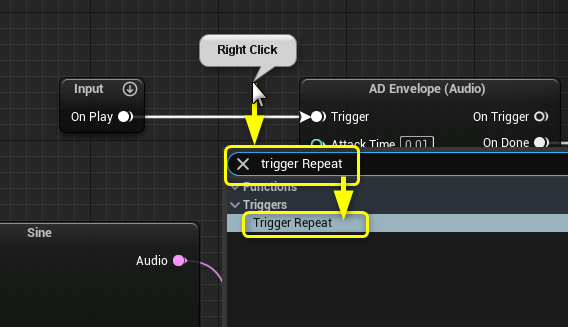 Right Click
Input
On Play
AD Envelope (Audio)
Trigger
On Trigger
Attack Time 0.01
On Done
trigger Repeat
Functions
Triggers
Trigger Repeat
Sine
Audio